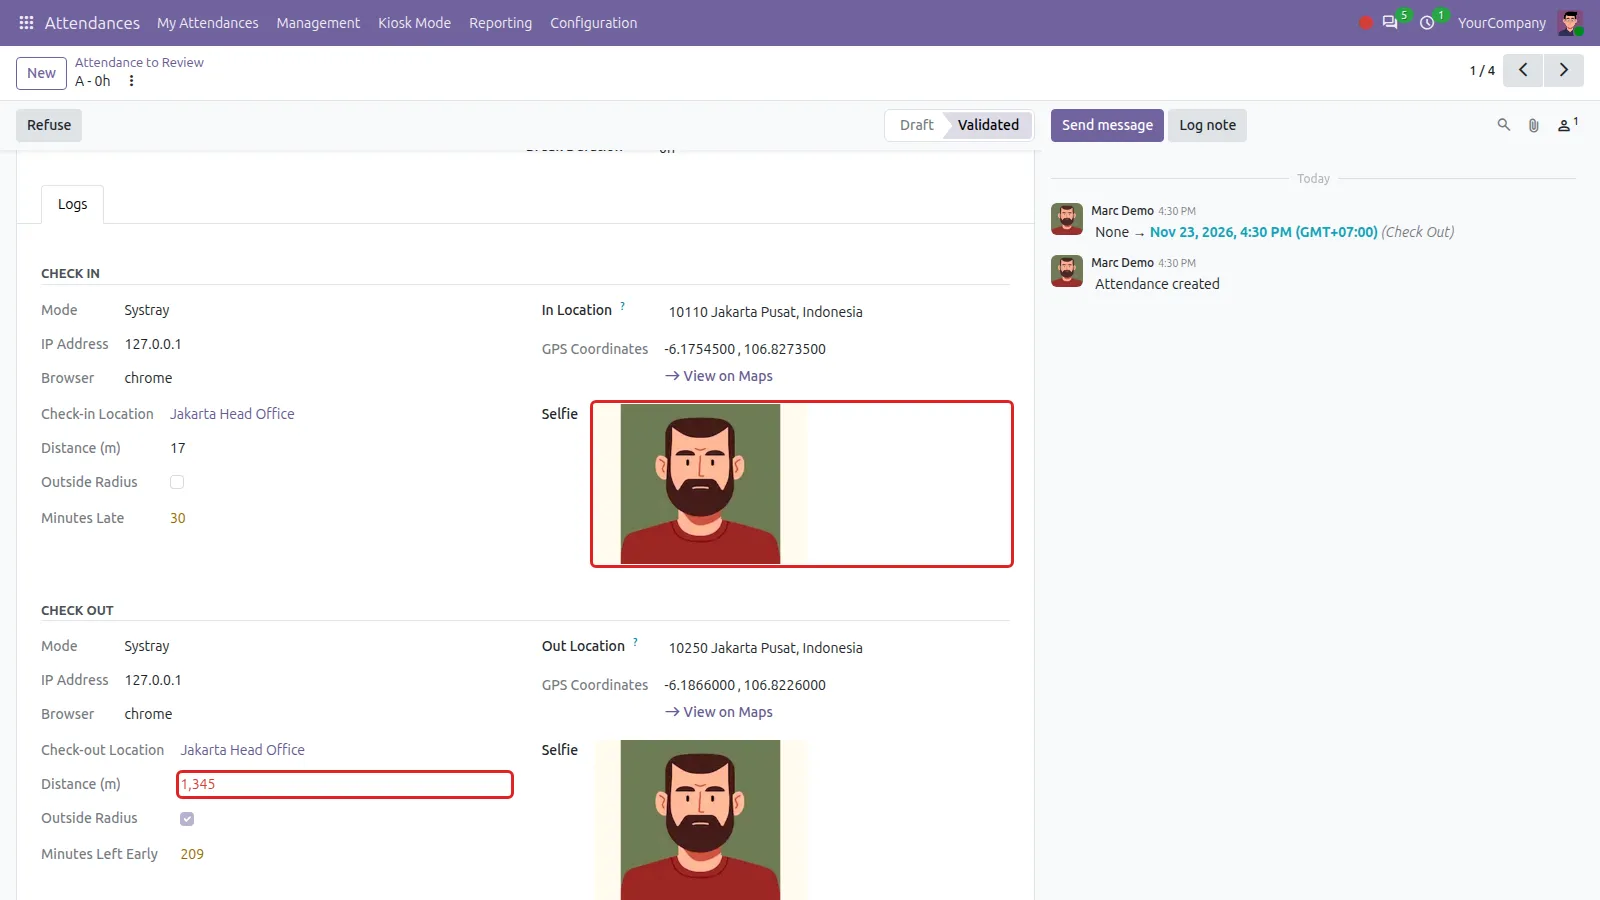 Attendances My Attendances Management Kiosk Mode Reporting Configuration 5 1 YourCompany
New Attendance to Review
A - 0h
1 / 4
Refuse Draft Validated Send message Log note 1
0h
Logs
Today
Marc Demo 4:30 PM
None → Nov 23, 2026, 4:30 PM (GMT+07:00) (Check Out)
Marc Demo 4:30 PM
Attendance created
CHECK IN
Mode Systray
In Location ? 10110 Jakarta Pusat, Indonesia
IP Address 127.0.0.1
GPS Coordinates -6.1754500 , 106.8273500
Browser chrome
→ View on Maps
Check-in Location Jakarta Head Office
Selfie
Distance (m) 17
Outside Radius
Minutes Late 30
CHECK OUT
Mode Systray
Out Location ? 10250 Jakarta Pusat, Indonesia
IP Address 127.0.0.1
GPS Coordinates -6.1866000 , 106.8226000
Browser chrome
→ View on Maps
Check-out Location Jakarta Head Office
Selfie
Distance (m) 1,345
Outside Radius
Minutes Left Early 209